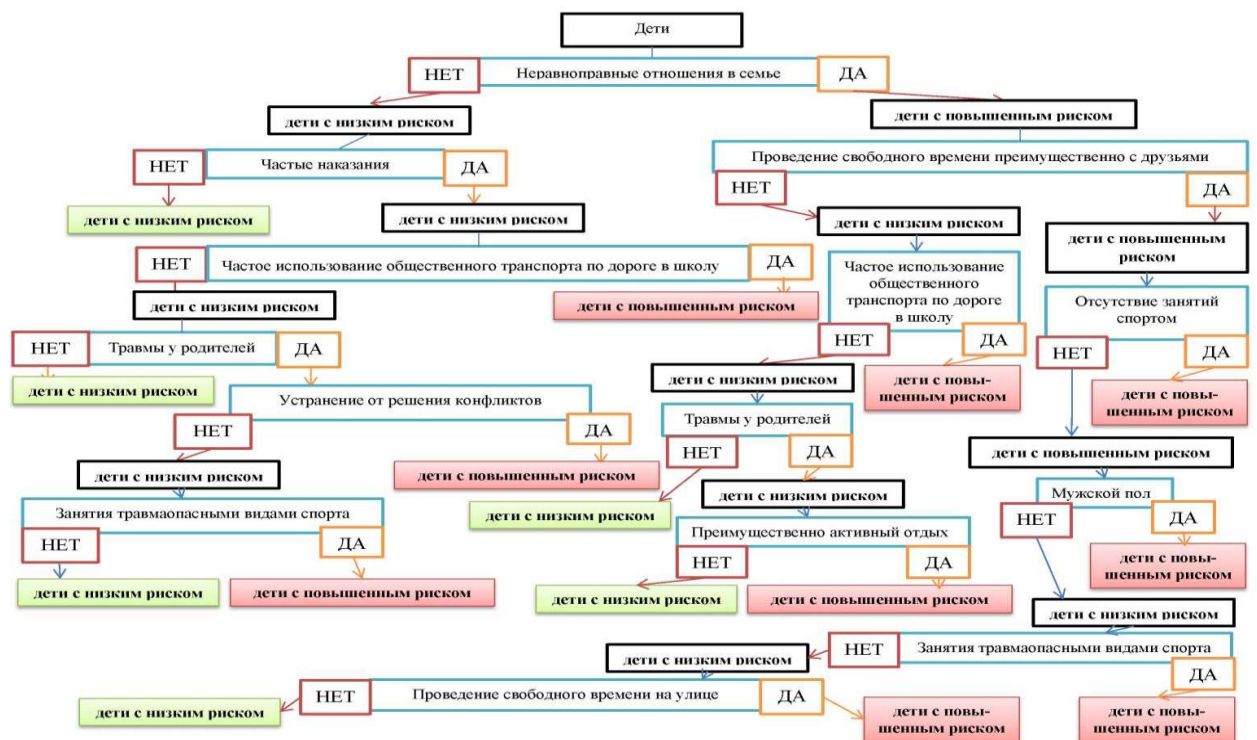 Дети
НЕТ
Неравноправные отношения в семье
ДА
дети с низким риском
дети с повышенным риском
НЕТ
Частые наказания
ДА
Проведение свободного времени преимущественно с друзьями
НЕТ
ДА
дети с низким риском
дети с низким риском
дети с низким риском
дети с повышенным
риском
НЕТ
Частое использование общественного транспорта по дороге в школу
ДА
Частое использование
общественного
транспорта по дороге
в школу
дети с низким риском
дети с повышенным риском
Отсутствие занятий
спортом
НЕТ
Травмы у родителей
ДА
НЕТ
ДА
НЕТ
ДА
дети с низким риском
дети с низким риском
дети с повы-
шенным риском
дети с повы-
шенным риском
Устранение от решения конфликтов
НЕТ
ДА
Травмы у родителей
НЕТ
ДА
дети с низким риском
дети с повышенным риском
дети с повышенным риском
дети с низким риском
Мужской пол
НЕТ
ДА
Занятия травмаопасными видами спорта
НЕТ
ДА
дети с низким риском
Преимущественно активный отдых
НЕТ
ДА
дети с повы-
шенным риском
дети с низким риском
дети с повышенным риском
дети с низким риском
дети с повышенным риском
дети с низким риском
НЕТ
Занятия травмаопасными видами спорта
ДА
дети с низким риском
НЕТ
Проведение свободного времени на улице
ДА
дети с низким риском
дети с повы-
шенным риском
дети с повы-
шенным риском